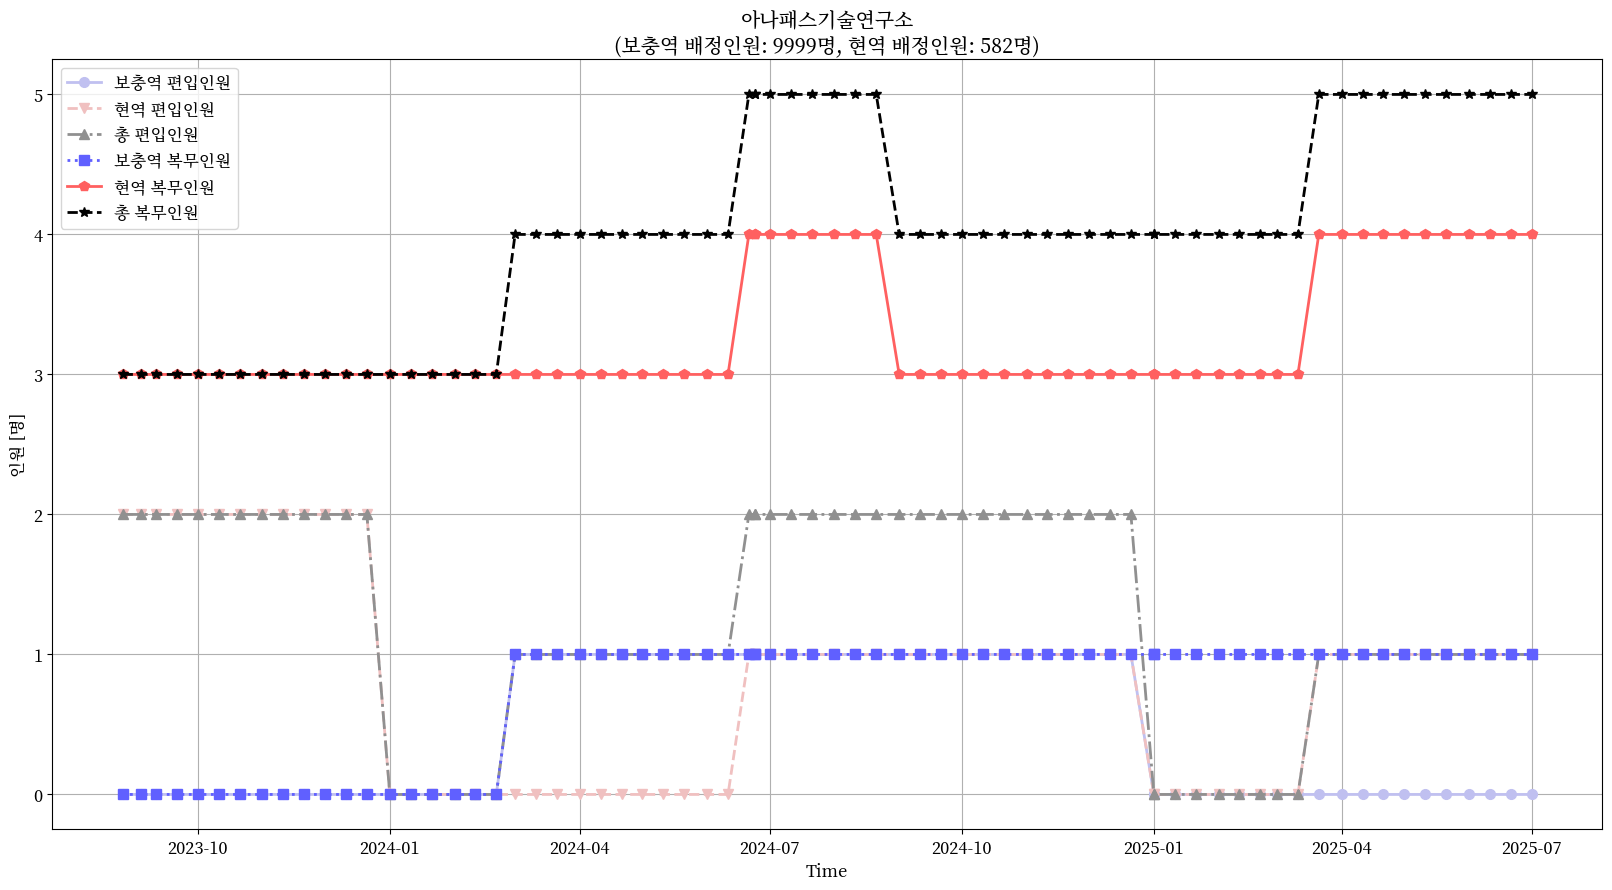 아나패스기술연구소
(보충역 배정인원: 9999명, 현역 배정인원: 582명)
보충역 편입인원
현역 편입인원
총 편입인원
보충역 복무인원
현역 복무인원
총 복무인원
5
4
3
2
1
0
인원 [명]
2023-10
2024-01
2024-04
2024-07
2024-10
2025-01
2025-04
2025-07
Time